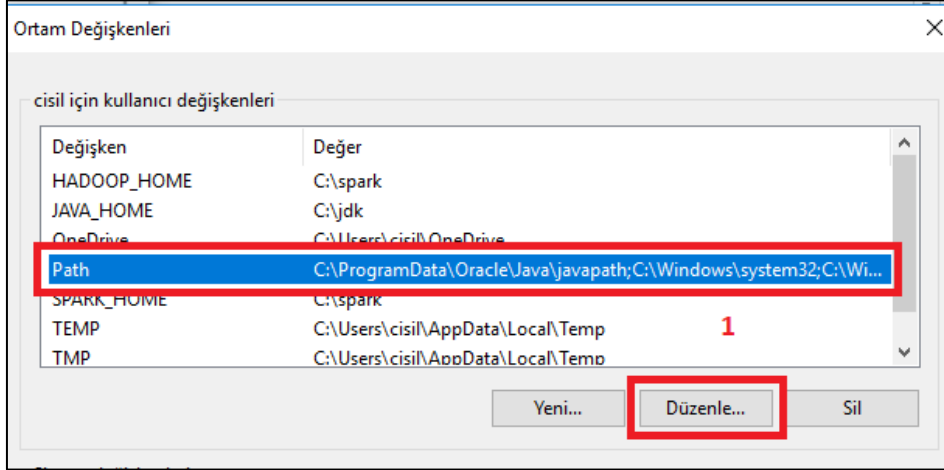 Ortam Değişkenleri
cisil için kullanıcı değişkenleri
Değişken Değer
HADOOP_HOME C:\spark
JAVA_HOME C:\jdk
OneDrive C:\Users\cisil\OneDrive
Path C:\ProgramData\Oracle\Java\javapath;C:\Windows\system32;C:\Wi...
SPARK_HOME C:\spark
TEMP C:\Users\cisil\AppData\Local\Temp
1
TMP C:\Users\cisil\AppData\Local\Temp
Yeni... Düzenle... Sil